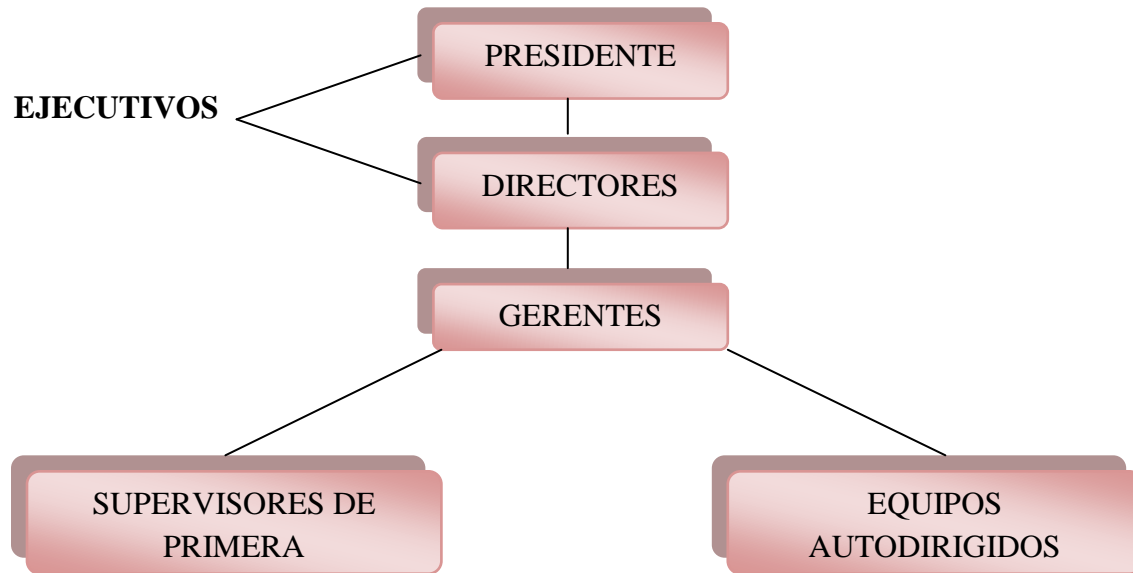 PRESIDENTE
EJECUTIVOS
DIRECTORES
GERENTES
SUPERVISORES DE
PRIMERA
EQUIPOS
AUTODIRIGIDOS